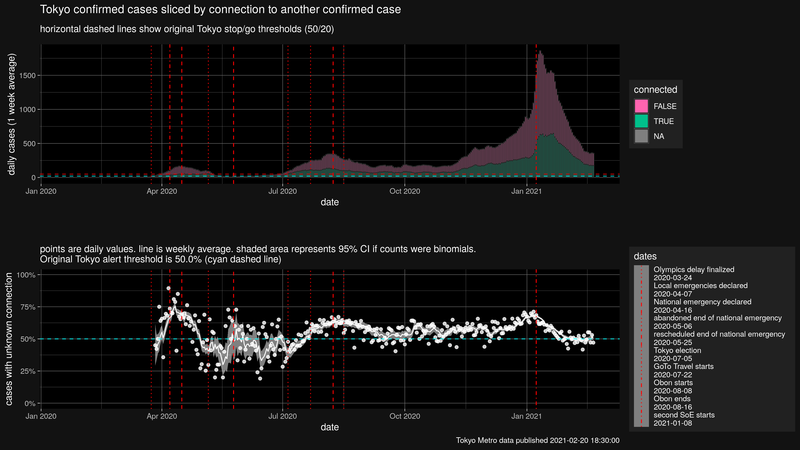 Tokyo confirmed cases sliced by connection to another confirmed case
horizontal dashed lines show original Tokyo stop/go thresholds (50/20)
daily cases (1 week average)
1500
1000
500
0
Jan 2020
Apr 2020
Jul 2020
Oct 2020
Jan 2021
date
connected
FALSE
TRUE
NA
points are daily values. line is weekly average. shaded area represents 95% CI if counts were binomials.
Original Tokyo alert threshold is 50.0% (cyan dashed line)
cases with unknown connection
100%
75%
50%
25%
0%
Jan 2020
Apr 2020
Jul 2020
Oct 2020
Jan 2021
date
dates
Olympics delay finalized
2020-03-24
Local emergencies declared
2020-04-07
National emergency declared
2020-04-16
abandoned end of national emergency
2020-05-06
rescheduled end of national emergency
2020-05-25
Tokyo election
2020-07-05
GoTo Travel starts
2020-07-22
Obon starts
2020-08-08
Obon ends
2020-08-16
second SoE starts
2021-01-08
Tokyo Metro data published 2021-02-20 18:30:00